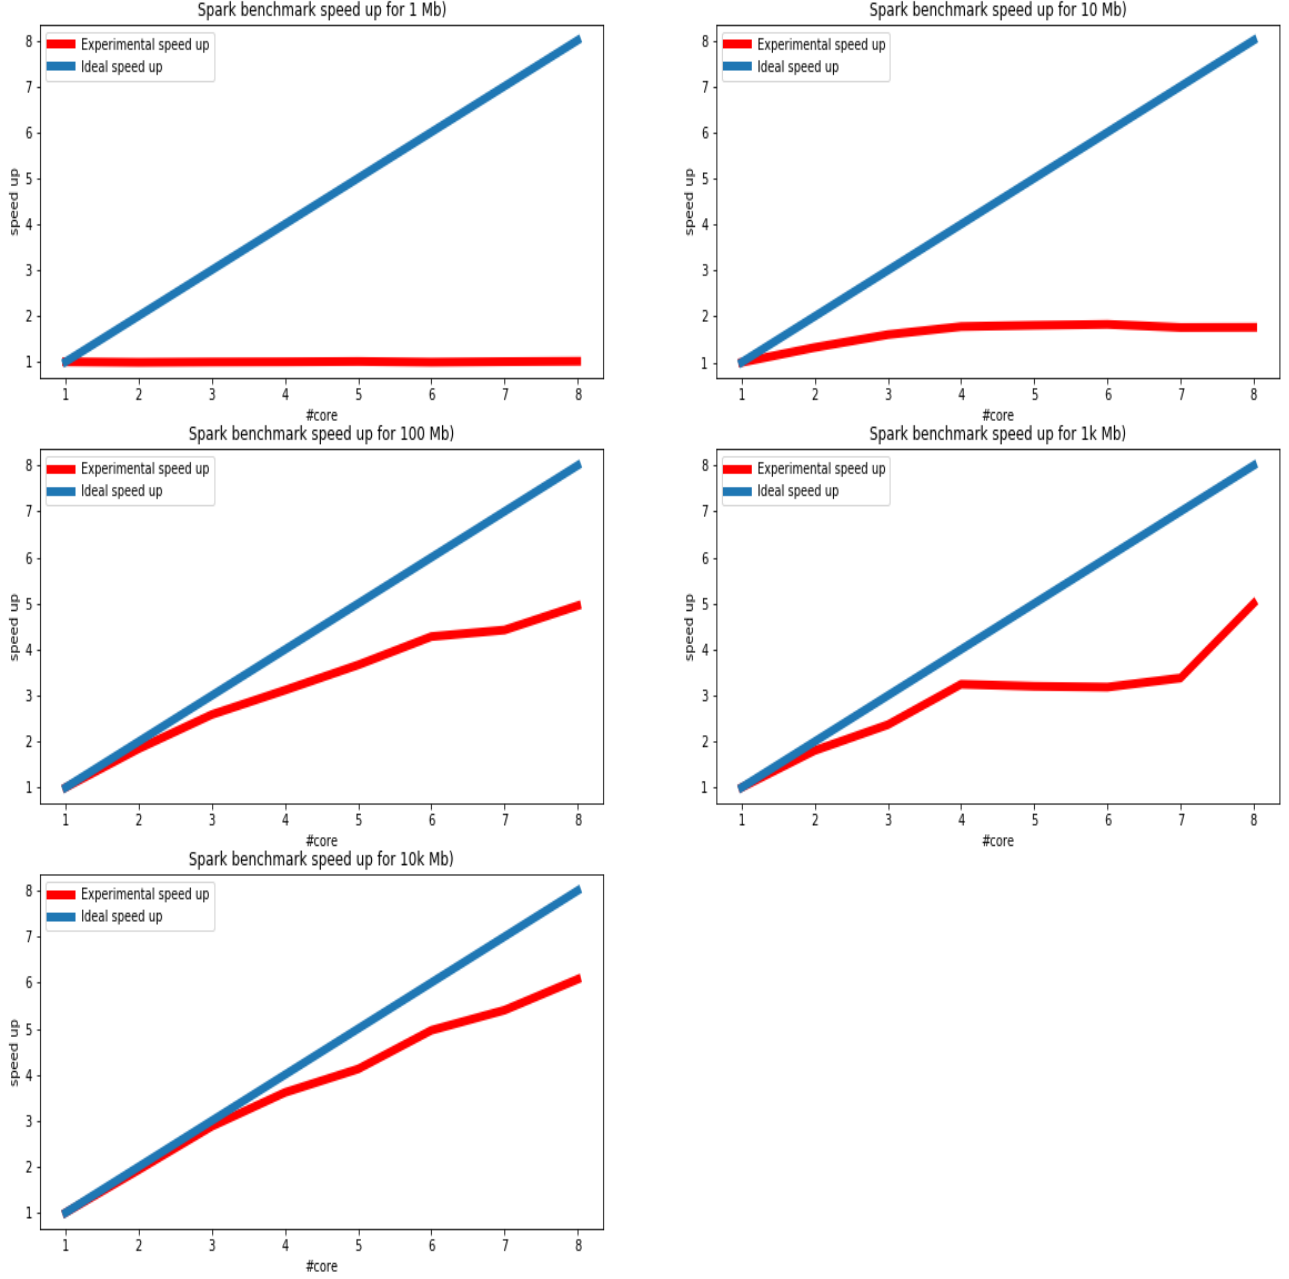 Spark benchmark speed up for 1 Mb)
Experimental speed up
Ideal speed up
8
7
6
5
4
3
2
1
speed up
1 2 3 4 5 6 7 8
#core
Spark benchmark speed up for 10 Mb)
Experimental speed up
Ideal speed up
8
7
6
5
4
3
2
1
speed up
1 2 3 4 5 6 7 8
#core
Spark benchmark speed up for 100 Mb)
Experimental speed up
Ideal speed up
8
7
6
5
4
3
2
1
speed up
1 2 3 4 5 6 7 8
#core
Spark benchmark speed up for 1k Mb)
Experimental speed up
Ideal speed up
8
7
6
5
4
3
2
1
speed up
1 2 3 4 5 6 7 8
#core
Spark benchmark speed up for 10k Mb)
Experimental speed up
Ideal speed up
8
7
6
5
4
3
2
1
speed up
1 2 3 4 5 6 7 8
#core